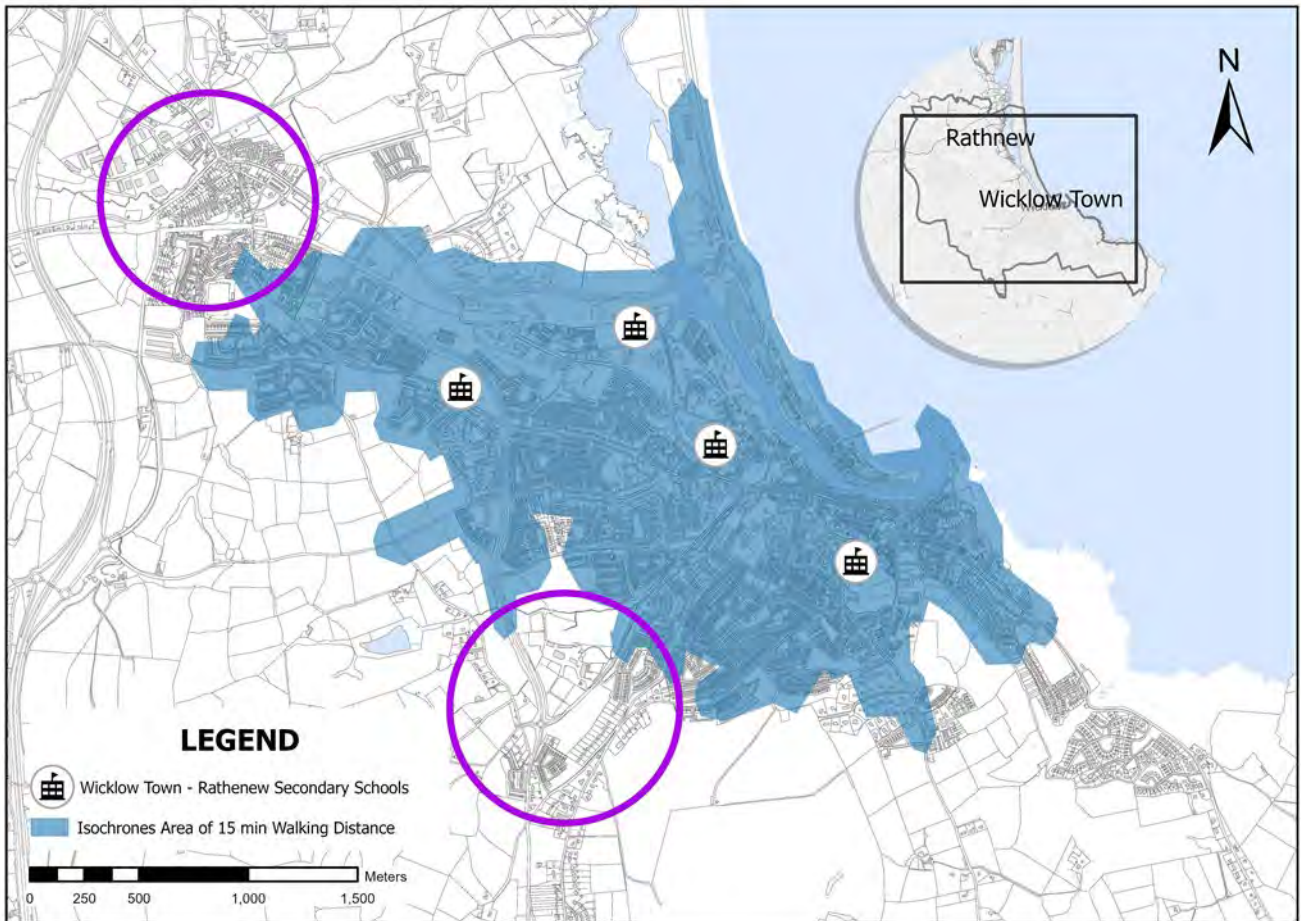 N
Rathnew
Wicklow Town
LEGEND
Wicklow Town - Rathenew Secondary Schools
Isochrones Area of 15 min Walking Distance
Meters
0 250 500 1,000 1,500